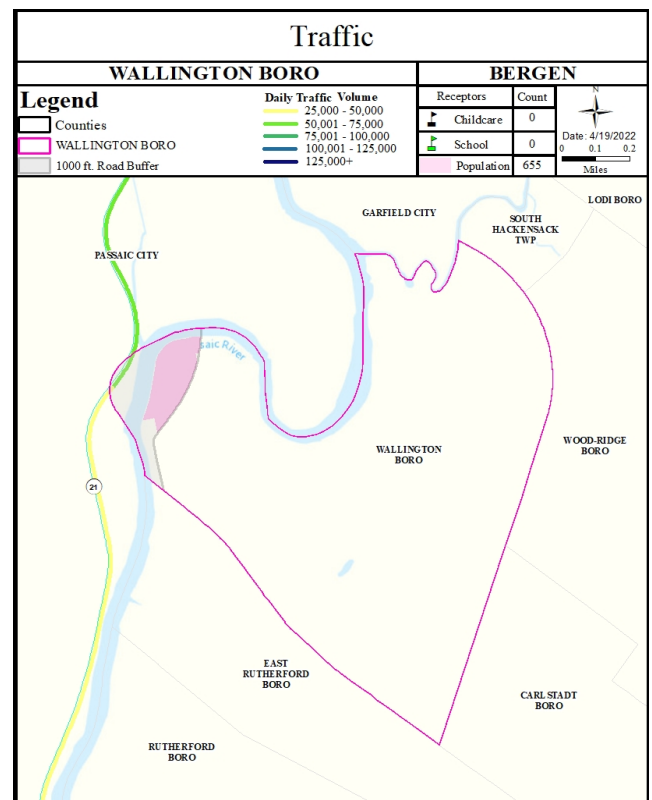 Traffic
WALLINGTON BORO
BERGEN
Legend
Counties
WALLINGTON BORO
1000 ft. Road Buffer
Daily Traffic Volume
25,000 - 50,000
50,001 - 75,000
75,001 - 100,000
100,001 - 125,000
125,000+
Receptors Count
Childcare 0
School 0
Population 655
N
Date: 4/19/2022
0 0.1 0.2
Miles
LODI BORO
GARFIELD CITY
SOUTH
HACKENSACK
TWP
PASSAIC CITY
saic River
WALLINGTON
BORO
WOOD-RIDGE
BORO
21
EAST
RUTHERFORD
BORO
CARLSTADT
BORO
RUTHERFORD
BORO